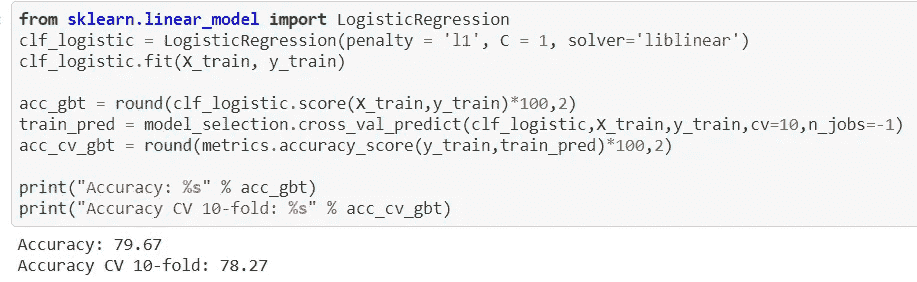 from sklearn.linear_model import LogisticRegression
clf_logistic = LogisticRegression(penalty = 'l1', C = 1, solver='liblinear')
clf_logistic.fit(X_train, y_train)
acc_gbt = round(clf_logistic.score(X_train,y_train)*100,2)
train_pred = model_selection.cross_val_predict(clf_logistic,X_train,y_train,cv=10,n_jobs=-1)
acc_cv_gbt = round(metrics.accuracy_score(y_train,train_pred)*100,2)
print("Accuracy: %s" % acc_gbt)
print("Accuracy CV 10-fold: %s" % acc_cv_gbt)
Accuracy: 79.67
Accuracy CV 10-fold: 78.27